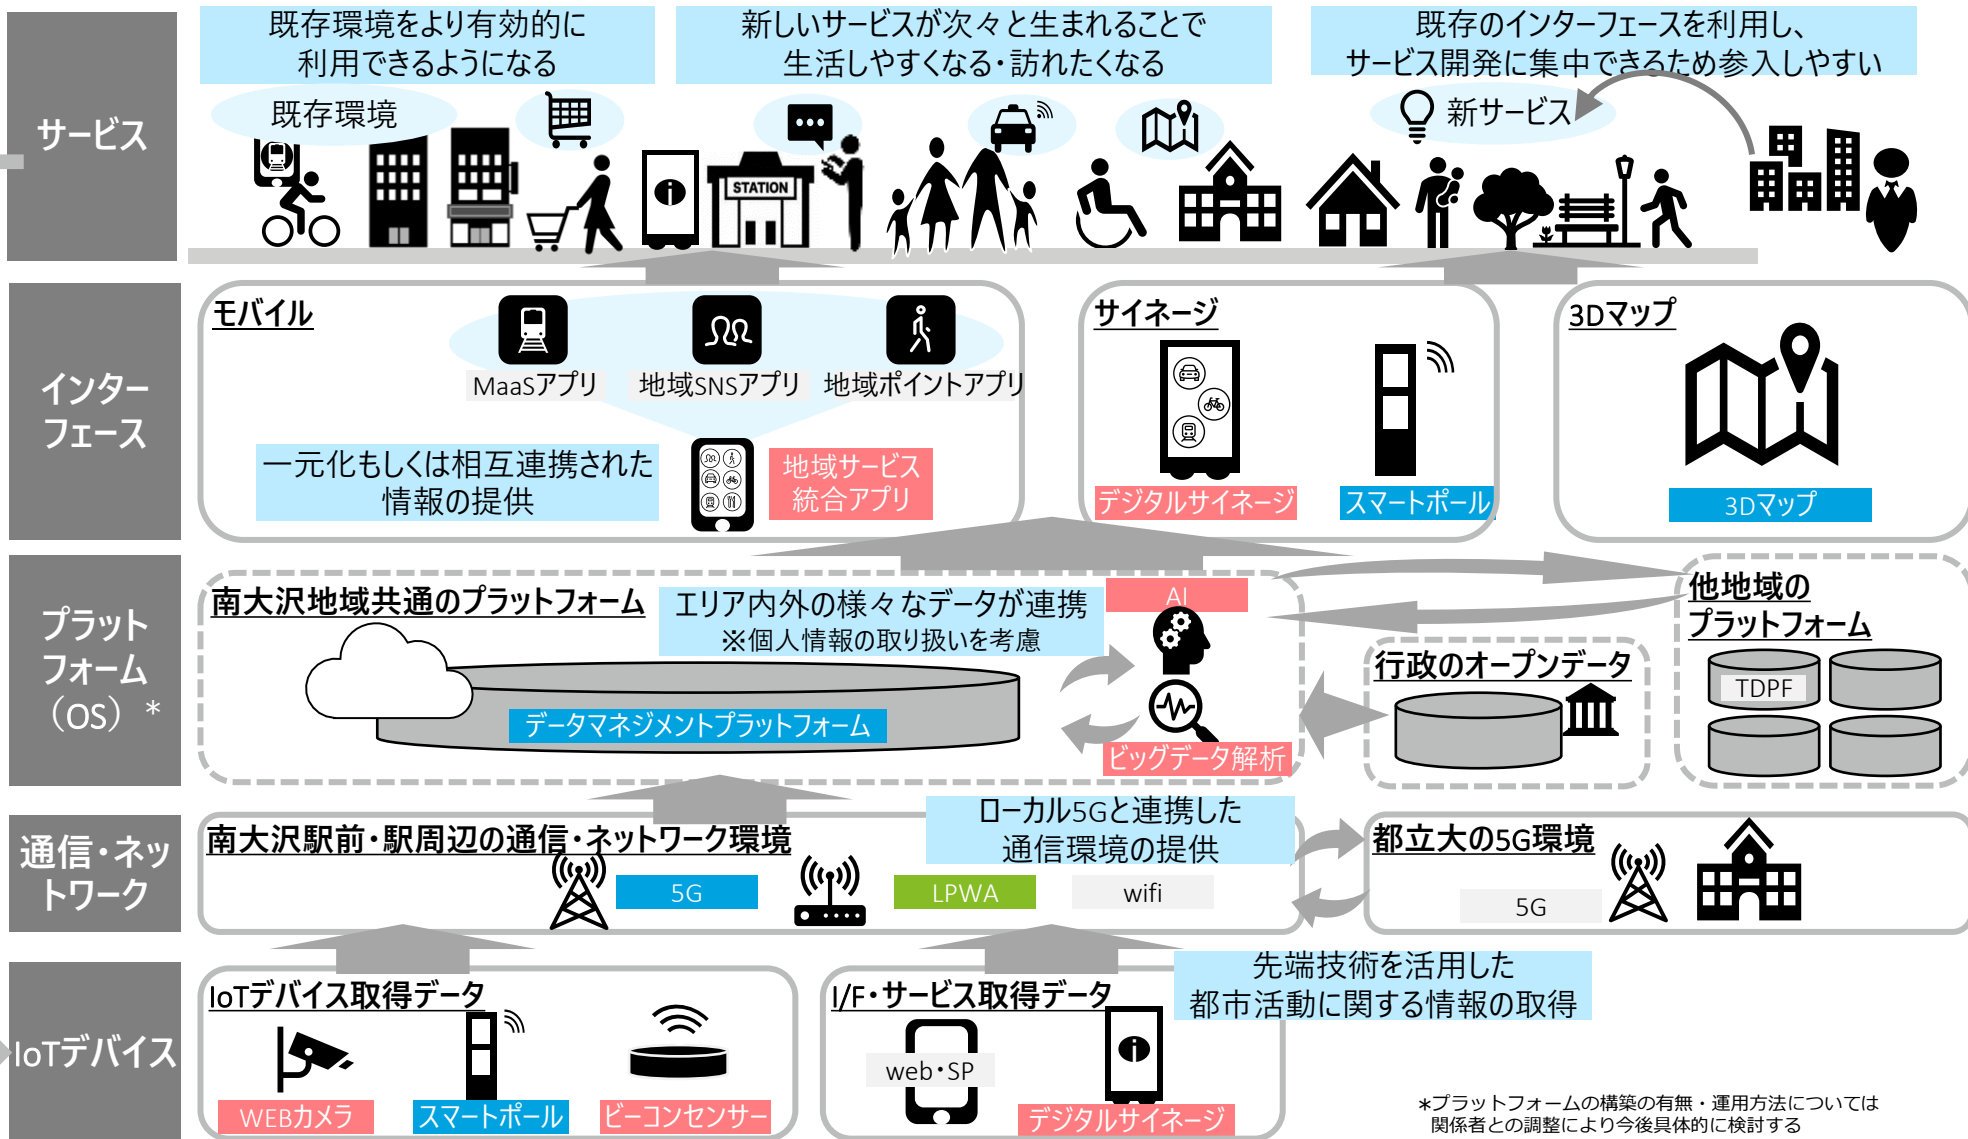 サービス
既存環境をより有効的に
利用できるようになる
新しいサービスが次々と生まれることで
生活しやすくなる・訪れたくなる
既存のインターフェースを利用し、
サービス開発に集中できるため参入しやすい
既存環境
新サービス
STATION
インター
フェース
モバイル
MaaSアプリ
地域SNSアプリ
地域ポイントアプリ
一元化もしくは相互連携された
情報の提供
地域サービス
統合アプリ
サイネージ
デジタルサイネージ
スマートポール
3Dマップ
3Dマップ
プラット
フォーム
（OS）*
南大沢地域共通のプラットフォーム
エリア内外の様々なデータが連携
※個人情報の取り扱いを考慮
データマネジメントプラットフォーム
AI
ビッグデータ解析
行政のオープンデータ
他地域の
プラットフォーム
TDPF
通信・ネッ
トワーク
南大沢駅前・駅周辺の通信・ネットワーク環境
ローカル5Gと連携した
通信環境の提供
5G
LPWA
wifi
都立大の5G環境
5G
IoTデバイス
IoTデバイス取得データ
WEBカメラ
スマートポール
ビーコンセンサー
I/F・サービス取得データ
web・SP
デジタルサイネージ
先端技術を活用した
都市活動に関する情報の取得
*プラットフォームの構築の有無・運用方法については
関係者との調整により今後具体的に検討する